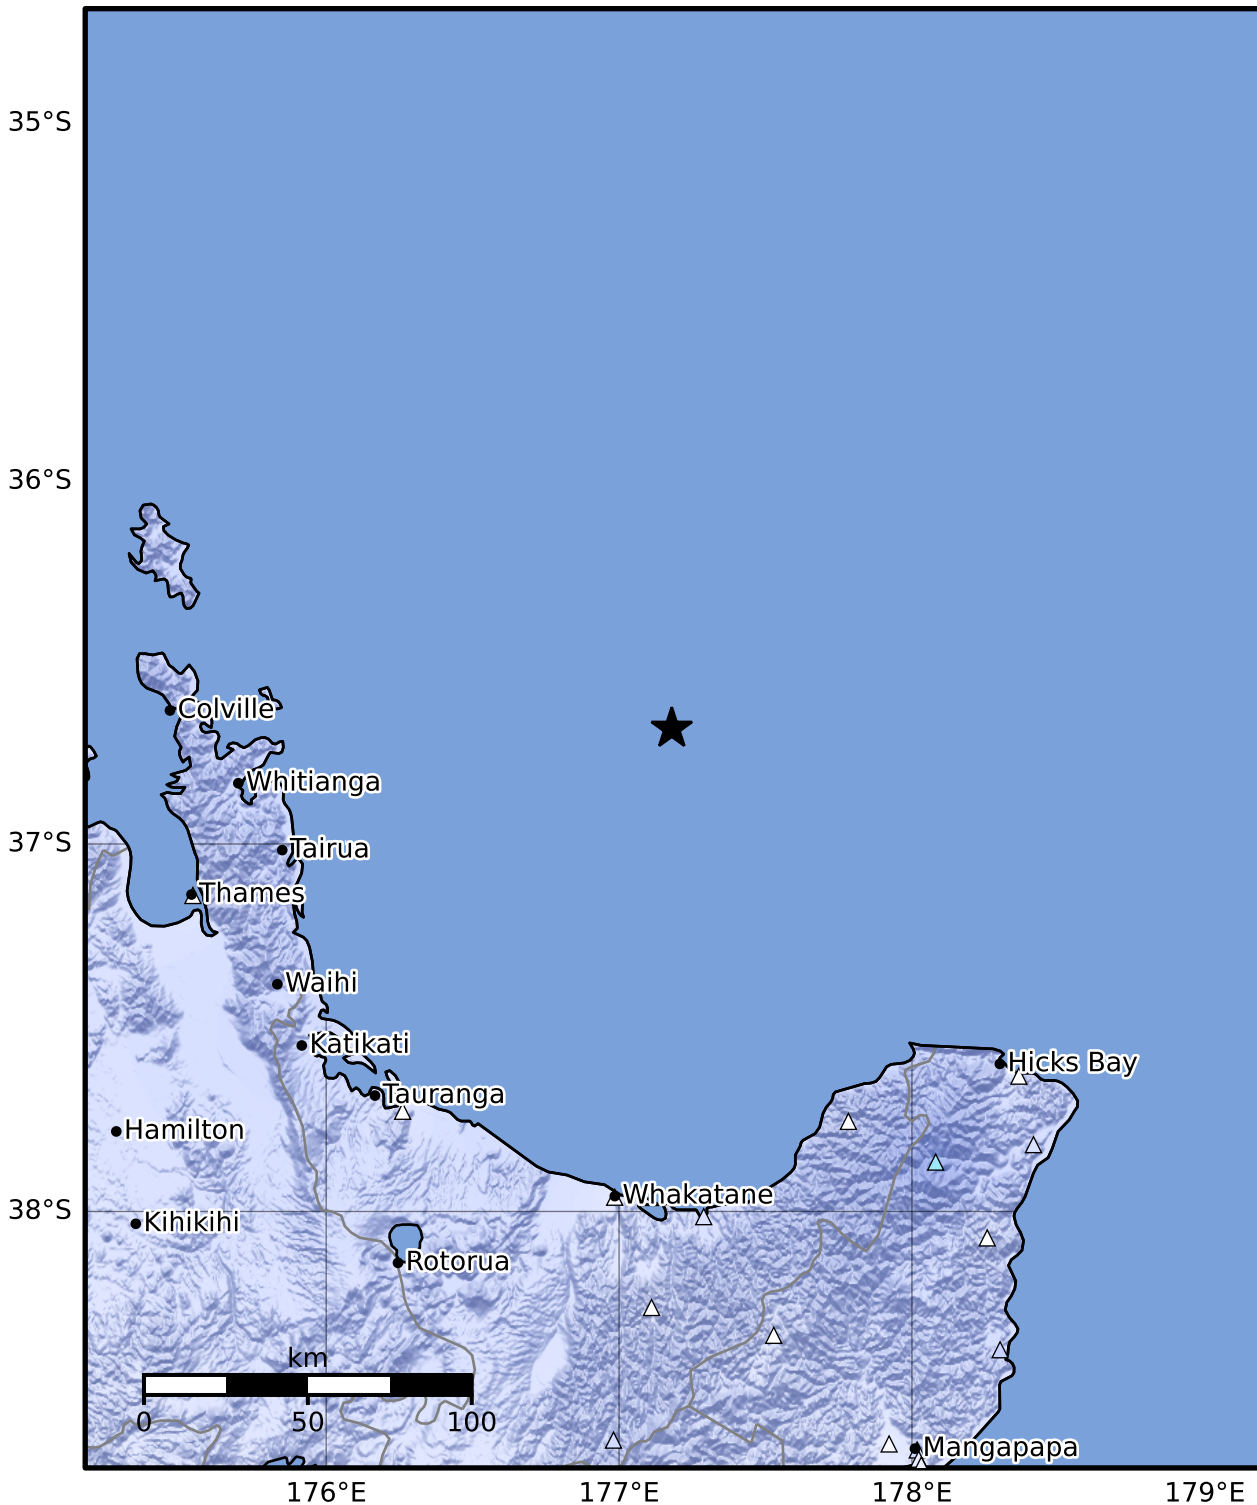 35°S
36°S
Colville
Whitianga
37°S
Tairua
Thames
Waihi
Katikati
Hicks Bay
Tauranga
Hamilton
Whakatane
38°S
Kihikihi
Rotorua
km
0 50 100
Mangapapa
176°E 177°E 178°E 179°E